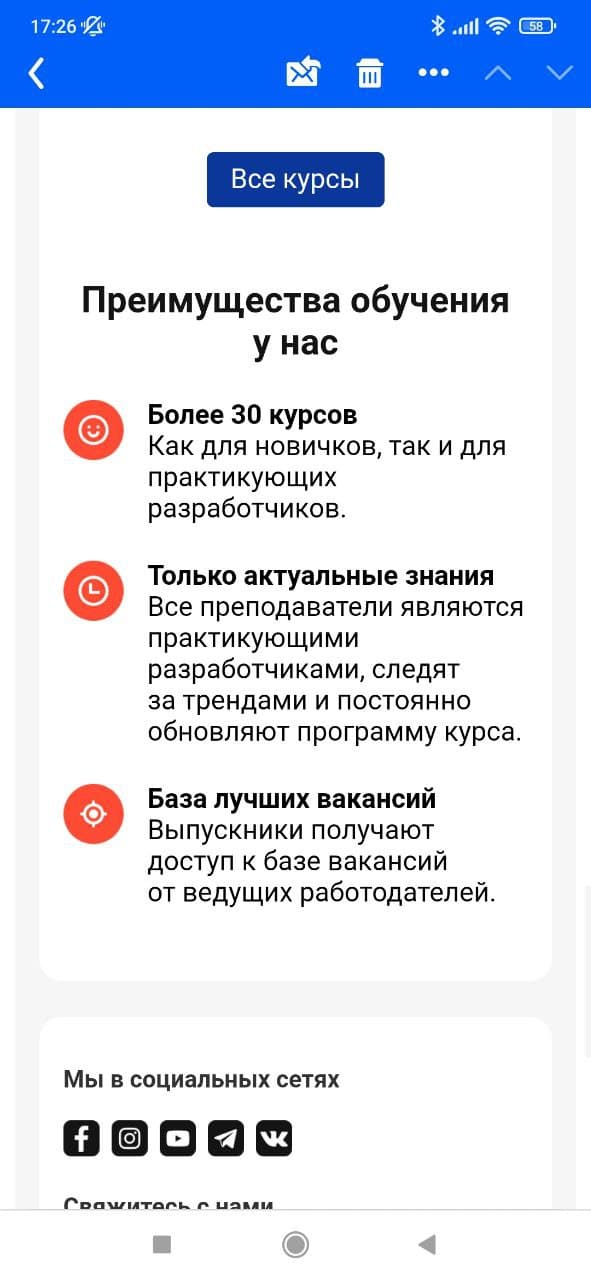 17:26
58
Все курсы
Преимущества обучения
у нас
Более 30 курсов
Как для новичков, так и для
практикующих
разработчиков.
Только актуальные знания
Все преподаватели являются
практикующими
разработчиками, следят
за трендами и постоянно
обновляют программу курса.
База лучших вакансий
Выпускники получают
доступ к базе вакансий
от ведущих работодателей.
Мы в социальных сетях
Свяжитесь с нами